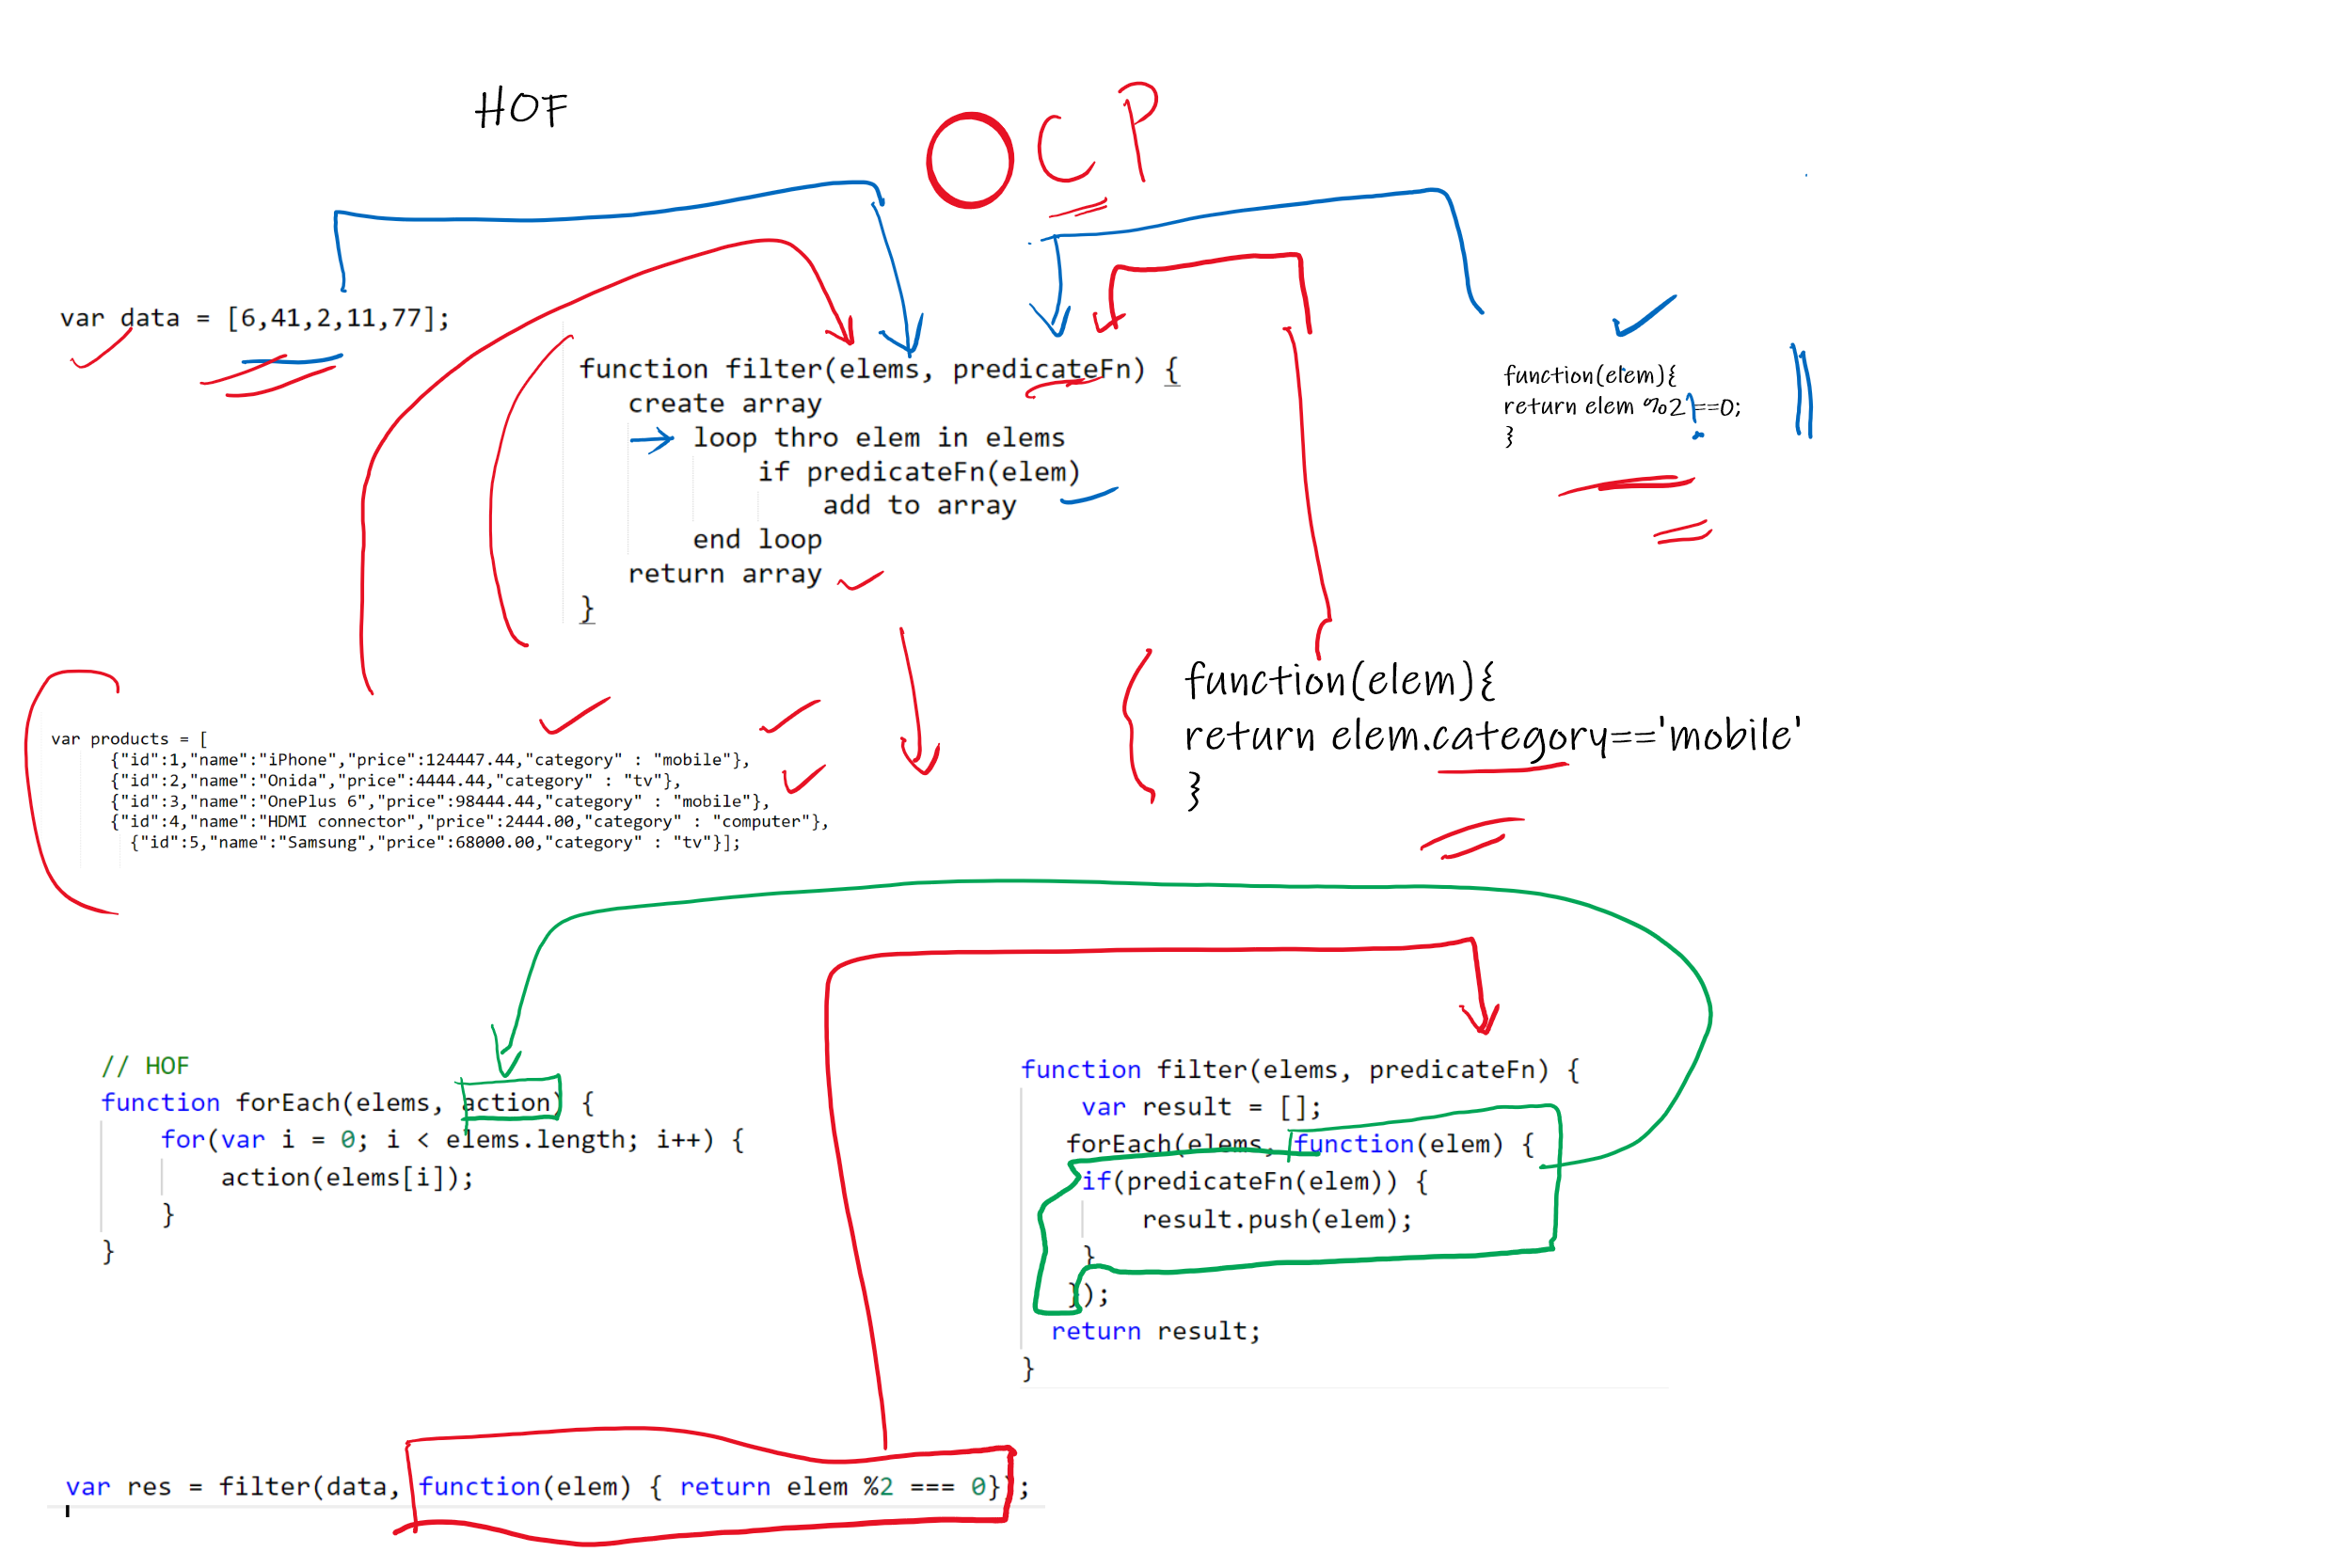 HOF
OCP
var data = [6,41,2,11,77];
function filter(elems, predicateFn) {
create array
loop thro elem in elems
if predicateFn(elem)
add to array
end loop
return array
}
function(elem){
return elem %2 ==0;
}
var products = [
{"id":1,"name":"iPhone","price":124447.44,"category" : "mobile"},
{"id":2,"name":"Onida","price":4444.44,"category" : "tv"},
{"id":3,"name":"OnePlus 6","price":98444.44,"category" : "mobile"},
{"id":4,"name":"HDMI connector","price":2444.00,"category" : "computer"},
{"id":5,"name":"Samsung","price":68000.00,"category" : "tv"}];
function(elem){
return elem.category=='mobile'
}
// HOF
function forEach(elems, action) {
for(var i = 0; i < elems.length; i++) {
action(elems[i]);
}
}
function filter(elems, predicateFn) {
var result = [];
forEach(elems, function(elem) {
if(predicateFn(elem)) {
result.push(elem);
}
});
return result;
}
var res = filter(data, function(elem) { return elem %2 === 0});